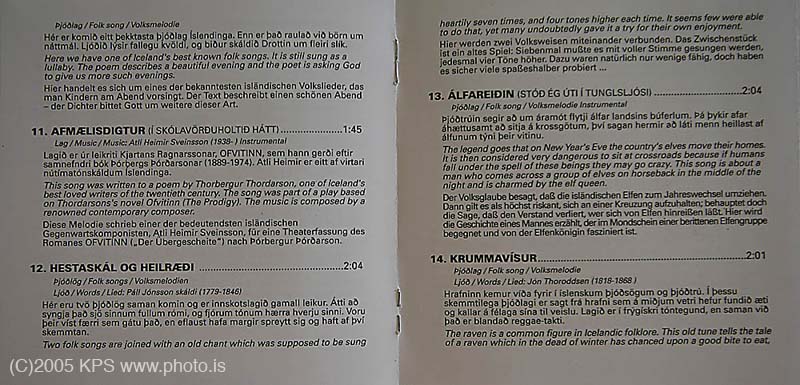 Þjóðlag / Folk song / Volksmelodie
Hér er komið eitt þekktasta þjóðlag Íslendinga. Enn er það raulað við börn um
náttmál. Ljóðið lýsir fallegu kvöldi, og biður skáldið Drottin um fleiri slík.
Here we have one of Iceland's best known folk songs. It is still sung as a
lullaby. The poem describes a beautiful evening and the poet is asking God
to give us more such evenings.
Hier handelt es sich um eines der bekanntesten isländischen Volkslieder, das
man Kindern am Abend vorsingt. Der Text beschreibt einen schönen Abend
- der Dichter bittet Gott um weitere dieser Art.
11. AFMÆLISDIGTUR (Í SKÓLAVÖRÐUHOLTIÐ HÁTT)..........................1:45
Lag / Music / Music: Atli Heimir Sveinsson (1938- ) Instrumental
Lagið er úr leikriti Kjartans Ragnarssonar, OFVITINN, sem hann gerði eftir
samnefndri bók Þórbergs Þórðarsonar (1889-1974). Atli Heimir er eitt af virtari
nútímatónskáldum Íslendinga.
This song was written to a poem by Thorbergur Thordarson, one of Iceland's
best loved writers of the twentieth century. The song was part of a play based
on Thordarsons's novel Ofvitinn (The Prodigy). The music is composed by a
renowned contemporary composer.
Diese Melodie schrieb einer der bedeutendsten isländischen
Gegenwartskomponisten, Atli Heimir Sveinsson, für eine Theaterfassung des
Romanes OFVITINN („Der Übergescheite") nach Þórbergur Þórðarson.
12. HESTASKÁL OG HEILRÆÐI ..........................................2:04
Þjóðlög / Folk songs / Volksmelodien
Ljóð / Words / Lied: Páll Jónsson skáldi (1779-1846)
Hér eru tvö þjóðlög saman komin og er innskotslagið gamall leikur. Átti að
syngja það sjö sinnum fullum rómi, og fjórum tónum hærra hverju sinni. Voru
þeir víst færri sem gátu það, en eflaust hafa margir spreytt sig og haft af því
skemmtan.
Two folk songs are joined with an old chant which was supposed to be sung
heartily seven times, and four tones higher each time. It seems few were able
to do that, yet many undoubtedly gave it a try for their own enjoyment.
Hier werden zwei Volksweisen miteinander verbunden. Das Zwischenstück
ist ein altes Spiel: Siebenmal mußte es mit voller Stimme gesungen werden,
jedesmal vier Töne höher. Dazu waren natürlich nur wenige fähig, doch haben
es sicher viele spaßeshalber probiert ...
13. ÁLFAREIÐIN (STÓÐ ÉG ÚTI Í TUNGLSLJÓSI)..........................2:04
Þjóðlag / Folk song / Volksmelodie Instrumental
Þjóðtrúin segir að um áramót flytji álfar landsins búferlum. Þá þykir afar
áhættusamt að sitja á krossgötum, því sagan hermir að láti menn heillast af
álfunum týni þeir vitinu.
The legend goes that on New Year's Eve the country's elves move their homes.
It is then considered very dangerous to sit at crossroads because if humans
fall under the spell of these beings they may go crazy. This song is about a
man who comes across a group of elves on horseback in the middle of the
night and is charmed by the elf queen.
Der Volksglaube besagt, daß die isländischen Elfen zum Jahreswechsel umziehen.
Dann gilt es als höchst riskant, sich an einer Kreuzung aufzuhalten; behauptet doch
die Sage, daß den Verstand verliert, wer sich von Elfen hinreißen läßt. Hier wird
die Geschichte eines Mannes erzählt, der im Mondschein einer berittenen Elfengruppe
begegnet und von der Elfenkönigin fasziniert ist.
14. KRUMMAVÍSUR..........................................2:01
Þjóðlag / Folk song / Volksmelodie
Ljóð / Words / Lied: Jón Thoroddsen (1818-1868 )
Hrafninn kemur víða fyrir í íslenskum þjóðsögum og þjóðtrú. Í þessu
skemmtilega þjóðlagi er sagt frá hrafni sem á miðjum vetri hefur fundið æti
og kallar á félaga sína til veislu. Lagið er í frýgískri tóntegund, en saman við
það er blandað reggae-takti.
The raven is a common figure in Icelandic folklore. This old tune tells the tale
of a raven which in the dead of winter has chanced upon a good bite to eat,
(C)2005 KPS www.photo.is